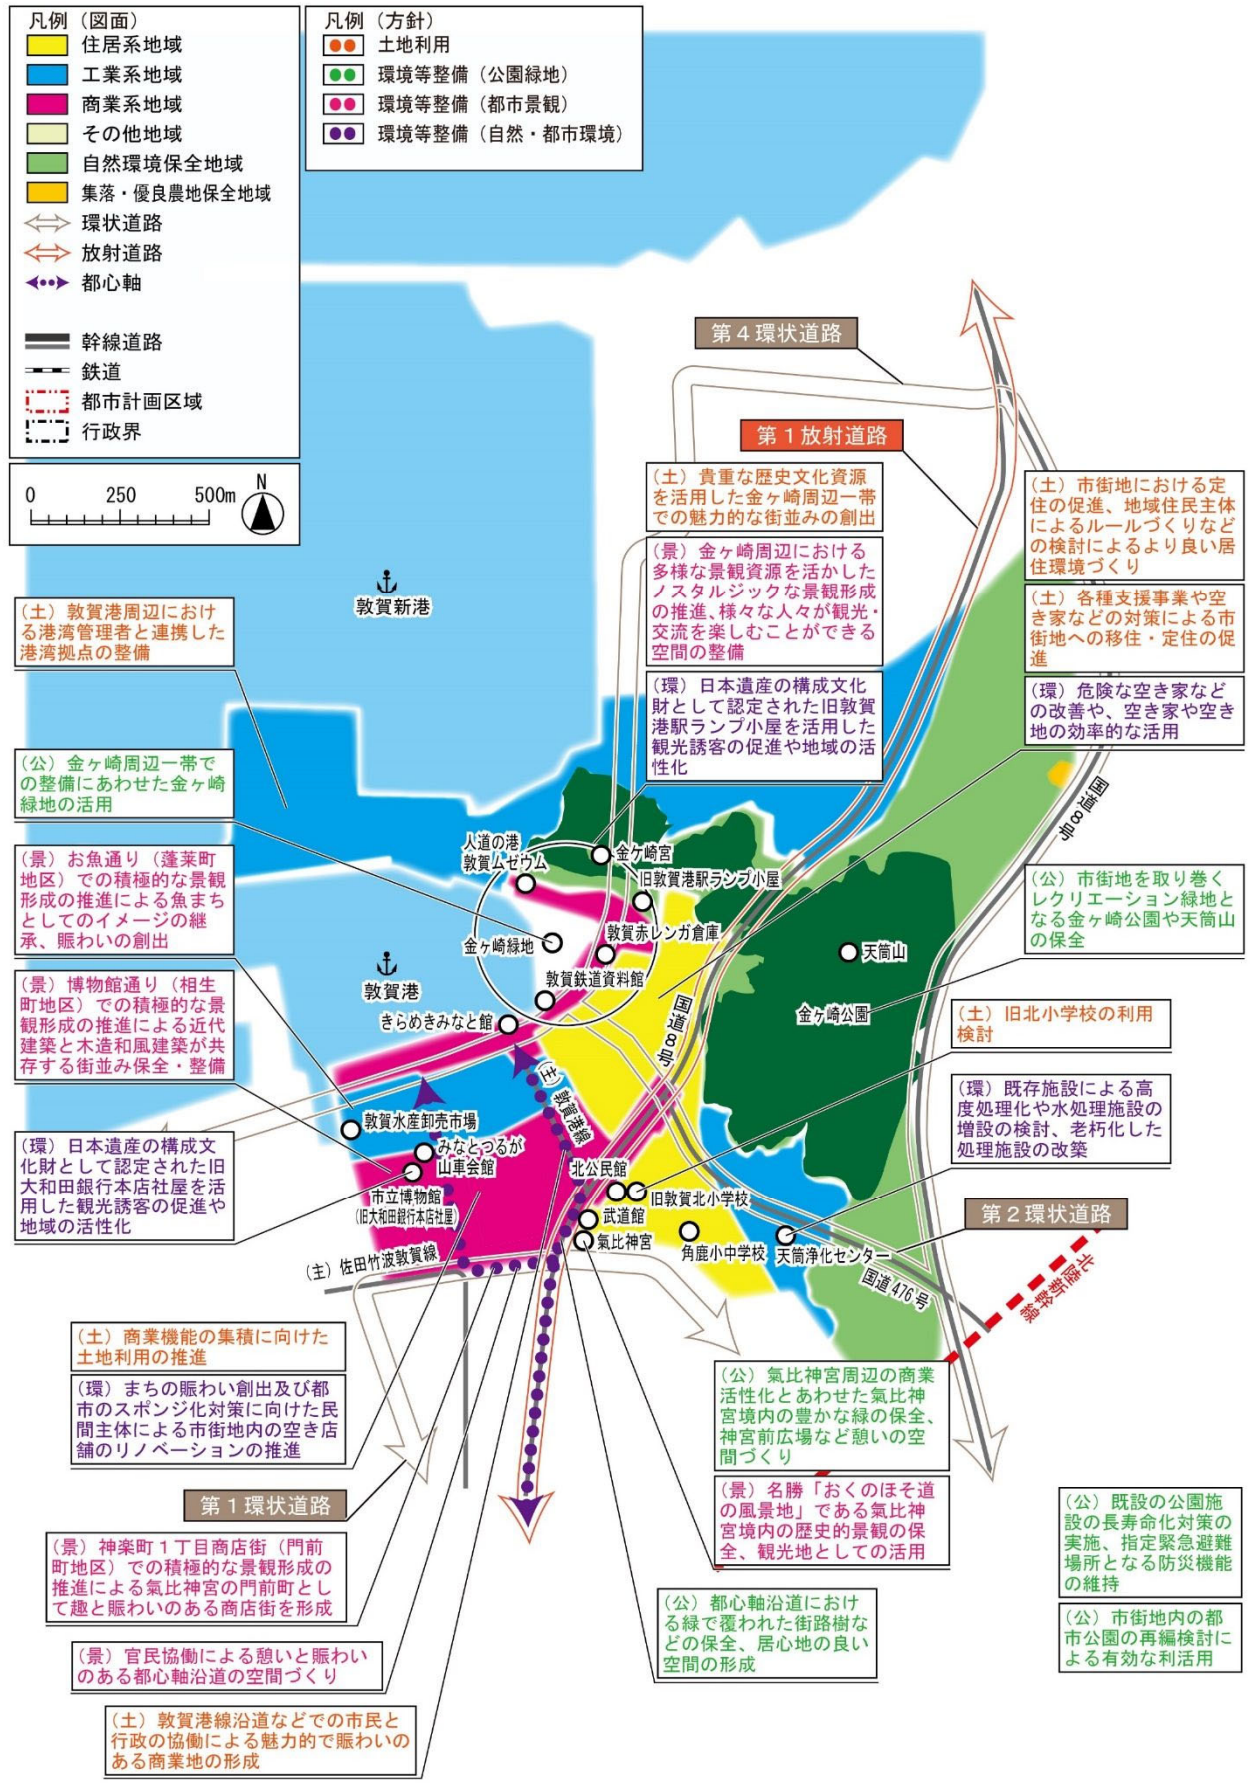 凡例（図面）
住居系地域
工業系地域
商業系地域
その他地域
自然環境保全地域
集落・優良農地保全地域
環状道路
放射道路
都心軸
幹線道路
鉄道
都市計画区域
行政界
凡例（方針）
土地利用
環境等整備（公園緑地）
環境等整備（都市景観）
環境等整備（自然・都市環境）
0 250 500m
N
第４環状道路
第１放射道路
（土）貴重な歴史文化資源
を活用した金ヶ崎周辺一帯
での魅力的な街並みの創出
（景）金ヶ崎周辺における
多様な景観資源を活かした
ノスタルジックな景観形成
の推進、様々な人々が観光・
交流を楽しむことができる
空間の整備
（環）日本遺産の構成文化
財として認定された旧敦賀
港駅ランプ小屋を活用した
観光誘客の促進や地域の活
性化
（土）市街地における定
住の促進、地域住民主体
によるルールづくりなど
の検討によるより良い居
住環境づくり
（土）各種支援事業や空
き家などの対策による市
街地への移住・定住の促
進
（環）危険な空き家など
の改善や、空き家や空き
地の効率的な活用
敦賀新港
（土）敦賀港周辺におけ
る港湾管理者と連携した
港湾拠点の整備
（公）金ヶ崎周辺一帯で
の整備にあわせた金ヶ崎
緑地の活用
（景）お魚通り（蓬莱町
地区）での積極的な景観
形成の推進による魚まち
としてのイメージの継
承、賑わいの創出
（景）博物館通り（相生
町地区）での積極的な景
観形成の推進による近代
建築と木造和風建築が共
存する街並み保全・整備
（環）日本遺産の構成文
化財として認定された旧
大和田銀行本店社屋を活
用した観光誘客の促進や
地域の活性化
人道の港
敦賀ムゼウム
金ケ崎宮
旧敦賀港駅ランプ小屋
敦賀赤レンガ倉庫
金ヶ崎緑地
敦賀鉄道資料館
敦賀港
きらめきみなと館
天筒山
金ヶ崎公園
国道８号
国道８号
（公）市街地を取り巻く
レクリエーション緑地と
なる金ヶ崎公園や天筒山
の保全
（土）旧北小学校の利用
検討
（環）既存施設による高
度処理化や水処理施設の
増設の検討、老朽化した
処理施設の改築
（主）敦賀港線
敦賀水産卸売市場
みなとつるが
山車会館
市立博物館
（旧大和田銀行本店社屋）
北公民館
旧敦賀北小学校
武道館
氣比神宮
角鹿小中学校
天筒浄化センター
第２環状道路
（主）佐田竹波敦賀線
国道476号
北陸新幹線
（土）商業機能の集積に向けた
土地利用の推進
（環）まちの賑わい創出及び都
市のスポンジ化対策に向けた民
間主体による市街地内の空き店
舗のリノベーションの推進
第１環状道路
（景）神楽町１丁目商店街（門前
町地区）での積極的な景観形成の
推進による氣比神宮の門前町とし
て趣と賑わいのある商店街を形成
（景）官民協働による憩いと賑わい
のある都心軸沿道の空間づくり
（土）敦賀港線沿道などでの市民と
行政の協働による魅力的で賑わいの
ある商業地の形成
（公）氣比神宮周辺の商業
活性化とあわせた氣比神
宮境内の豊かな緑の保全、
神宮前広場など憩いの空
間づくり
（景）名勝「おくのほそ道
の風景地」である氣比神
宮境内の歴史的景観の保
全、観光地としての活用
（公）都心軸沿道におけ
る緑で覆われた街路樹な
どの保全、居心地の良い
空間の形成
（公）既設の公園施
設の長寿命化対策の
実施、指定緊急避難
場所となる防災機能
の維持
（公）市街地内の都
市公園の再編検討に
よる有効な利活用